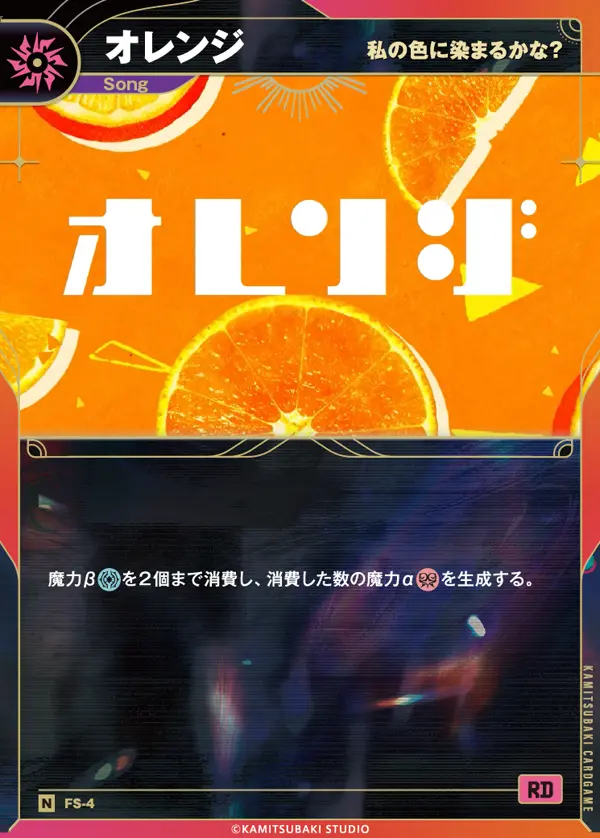 オレンジ
私の色に染まるかな?
Song
オレンジ
魔力βを2個まで消費し、消費した数の魔力αを生成する。
KAMITSUBAKI CARDGAME
RD
N FS-4
©KAMITSUBAKI STUDIO